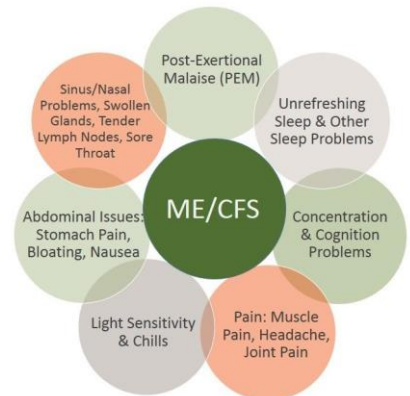 Post-Exertional
Malaise (PEM)
Unrefreshing
Sleep & Other
Sleep Problems
Concentration
& Cognition
Problems
Pain: Muscle
Pain, Headache,
Joint Pain
Light Sensitivity
& Chills
Abdominal Issues:
Stomach Pain,
Bloating, Nausea
Sinus/Nasal
Problems, Swollen
Glands, Tender
Lymph Nodes, Sore
Throat
ME/CFS